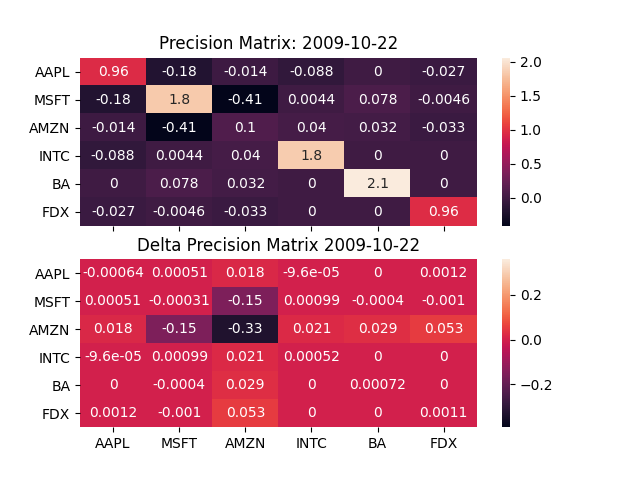 Precision Matrix: 2009-10-22
AAPL 0.96 -0.18 -0.014 -0.088 0 -0.027
MSFT -0.18 1.8 -0.41 0.0044 0.078 -0.0046
AMZN -0.014 -0.41 0.1 0.04 0.032 -0.033
INTC -0.088 0.0044 0.04 1.8 0 0
BA 0 0.078 0.032 0 2.1 0
FDX -0.027 -0.0046 -0.033 0 0 0.96
2.0
1.5
1.0
0.5
0.0
Delta Precision Matrix 2009-10-22
AAPL -0.00064 0.00051 0.018 -9.6e-05 0 0.0012
MSFT 0.00051 -0.00031 -0.15 0.00099 -0.0004 -0.001
AMZN 0.018 -0.15 -0.33 0.021 0.029 0.053
INTC -9.6e-05 0.00099 0.021 0.00052 0 0
BA 0 -0.0004 0.029 0 0.00072 0
FDX 0.0012 -0.001 0.053 0 0 0.0011
AAPL MSFT AMZN INTC BA FDX
0.2
0.0
−0.2